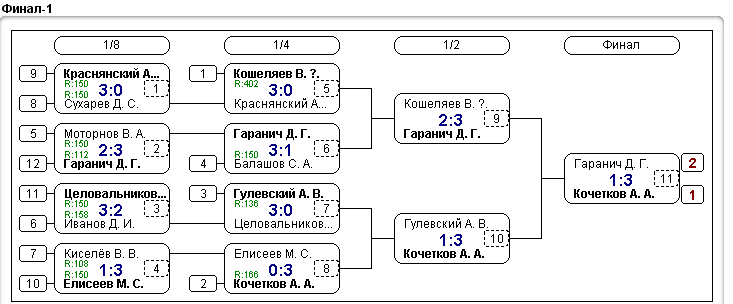 Финал-1
1/8
1/4
1/2
Финал
9
Краснянский А...
R:150
3:0
R:150
1
8
Сухарев Д. С.
5
Моторнов В. А.
R:150
2:3
R:112
2
12
Гаранич Д. Г.
11
Целовальников...
R:150
3:2
R:158
3
6
Иванов Д. И.
7
Киселёв В. В.
R:108
1:3
R:150
4
10
Елисеев М. С.
1
Кошеляев В. ?.
R:402
3:0
5
Краснянский А...
Гаранич Д. Г.
3:1
R:150
6
4
Балашов С. А.
3
Гулевский А. В.
R:136
3:0
7
Целовальников...
Елисеев М. С.
0:3
R:166
8
2
Кочетков А. А.
Кошеляев В. ?.
2:3
9
Гаранич Д. Г.
Гулевский А. В.
1:3
10
Кочетков А. А.
Гаранич Д. Г.
2
1:3
11
Кочетков А. А.
1